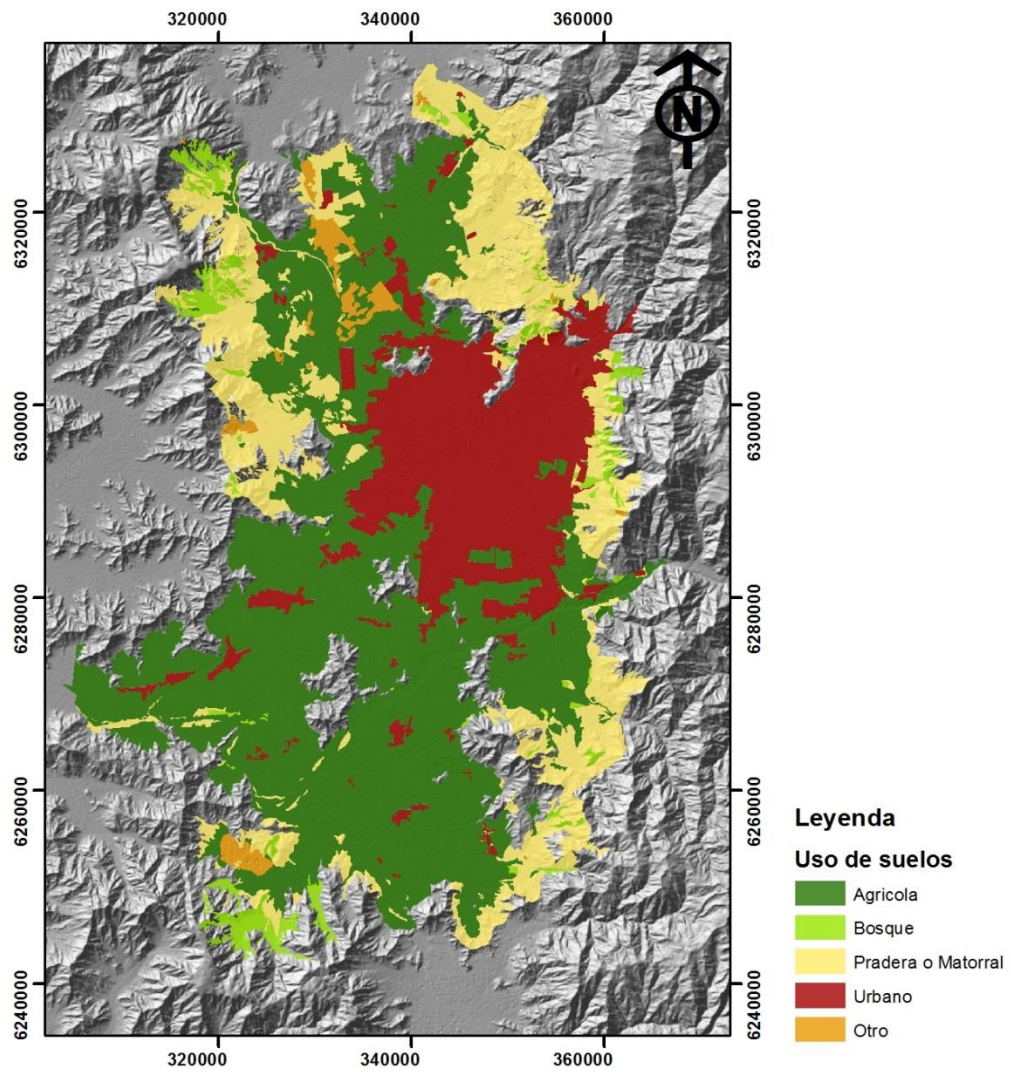 320000 340000 360000
N
6320000 6320000
6300000 6300000
6280000 6280000
6260000 6260000
6240000 6240000
320000 340000 360000
Leyenda
Uso de suelos
Agricola
Bosque
Pradera o Matorral
Urbano
Otro